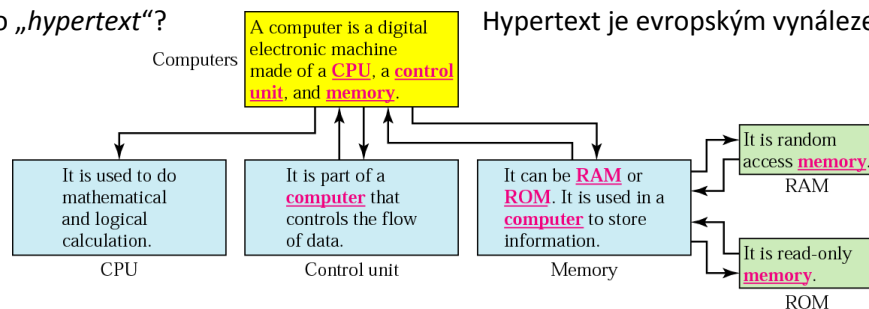 o „hypertext“?
Hypertext je evropským
Computers
A computer is a digital
electronic machine
made of a CPU, a control
unit, and memory.
It is used to do
mathematical
and logical
calculation.
CPU
It is part of a
computer that
controls the flow
of data.
Control unit
It can be RAM or
ROM. It is used in a
computer to store
information.
Memory
It is random
access memory.
RAM
It is read-only
memory.
ROM